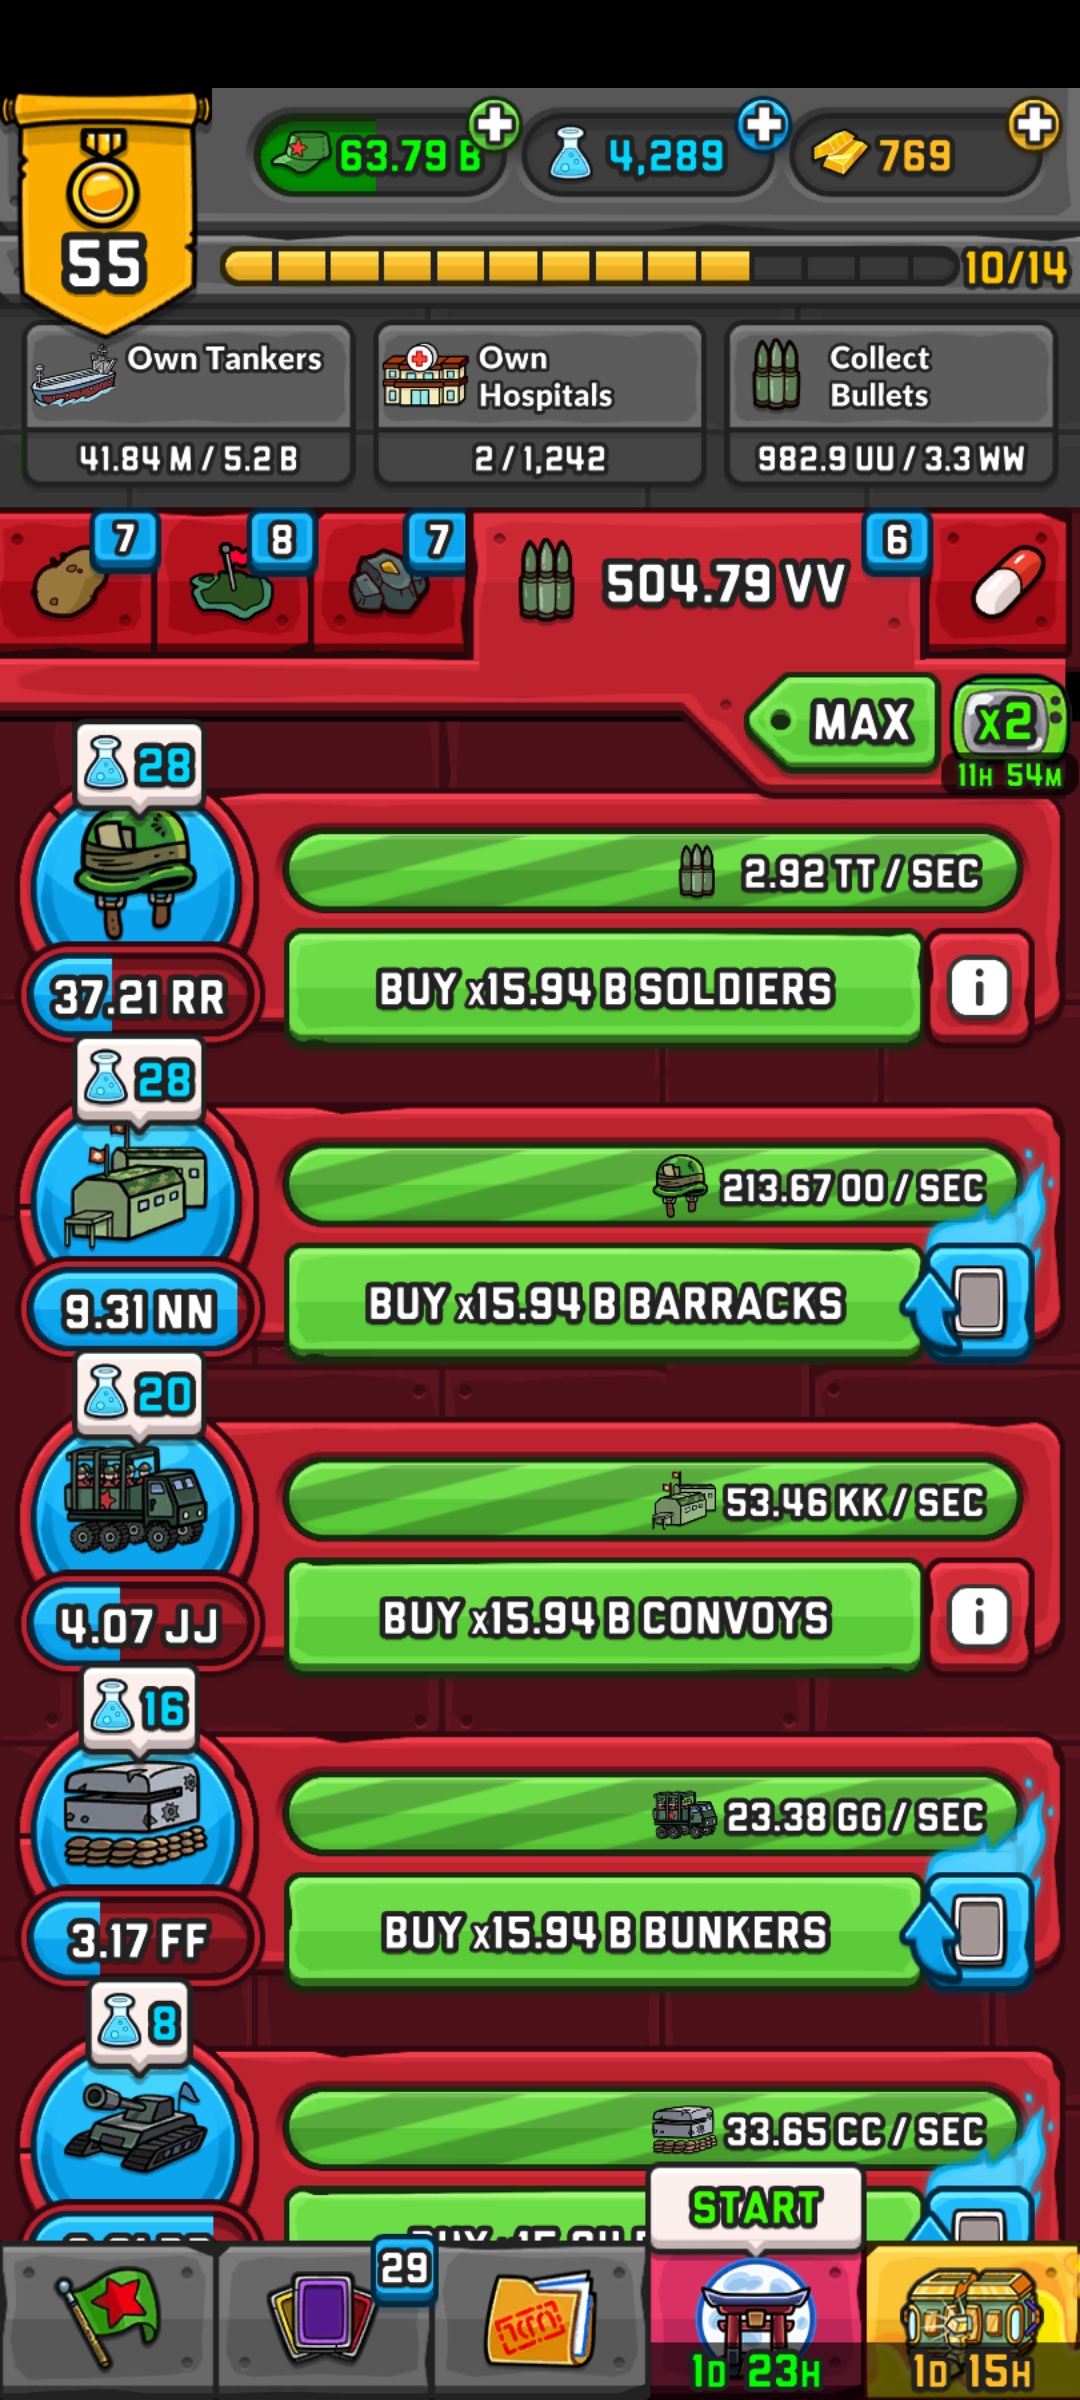 55
63.79 B
4,289
769
10/14
Own Tankers
41.84 M / 5.2 B
Own
Hospitals
2 / 1,242
Collect
Bullets
982.9 UU / 3.3 WW
7
8
7
504.79 VV
6
MAX
x2
11H 54M
28
2.92 TT / SEC
37.21 RR
BUY x15.94 B SOLDIERS
i
28
213.67 OO / SEC
9.31 NN
BUY x15.94 B BARRACKS
20
53.46 KK / SEC
4.07 JJ
BUY x15.94 B CONVOYS
i
16
23.38 GG / SEC
3.17 FF
BUY x15.94 B BUNKERS
8
33.65 CC / SEC
START
29
1D 23H
1D 15H